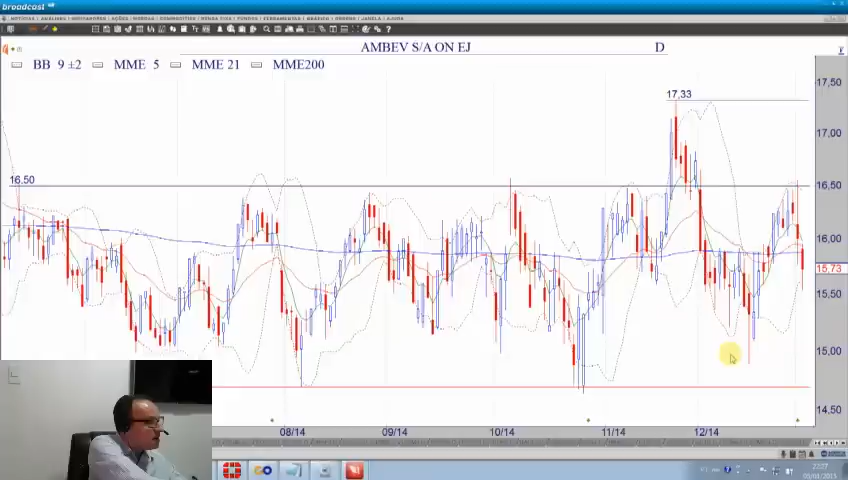 broadcast
AMBEV S/A ON EJ D
BB 9 ±2 MME 5 MME 21 MME200
17,33
16,50
17,50
17,00
16,50
16,00
15,73
15,50
15,00
14,50
08/14 09/14 10/14 11/14 12/14